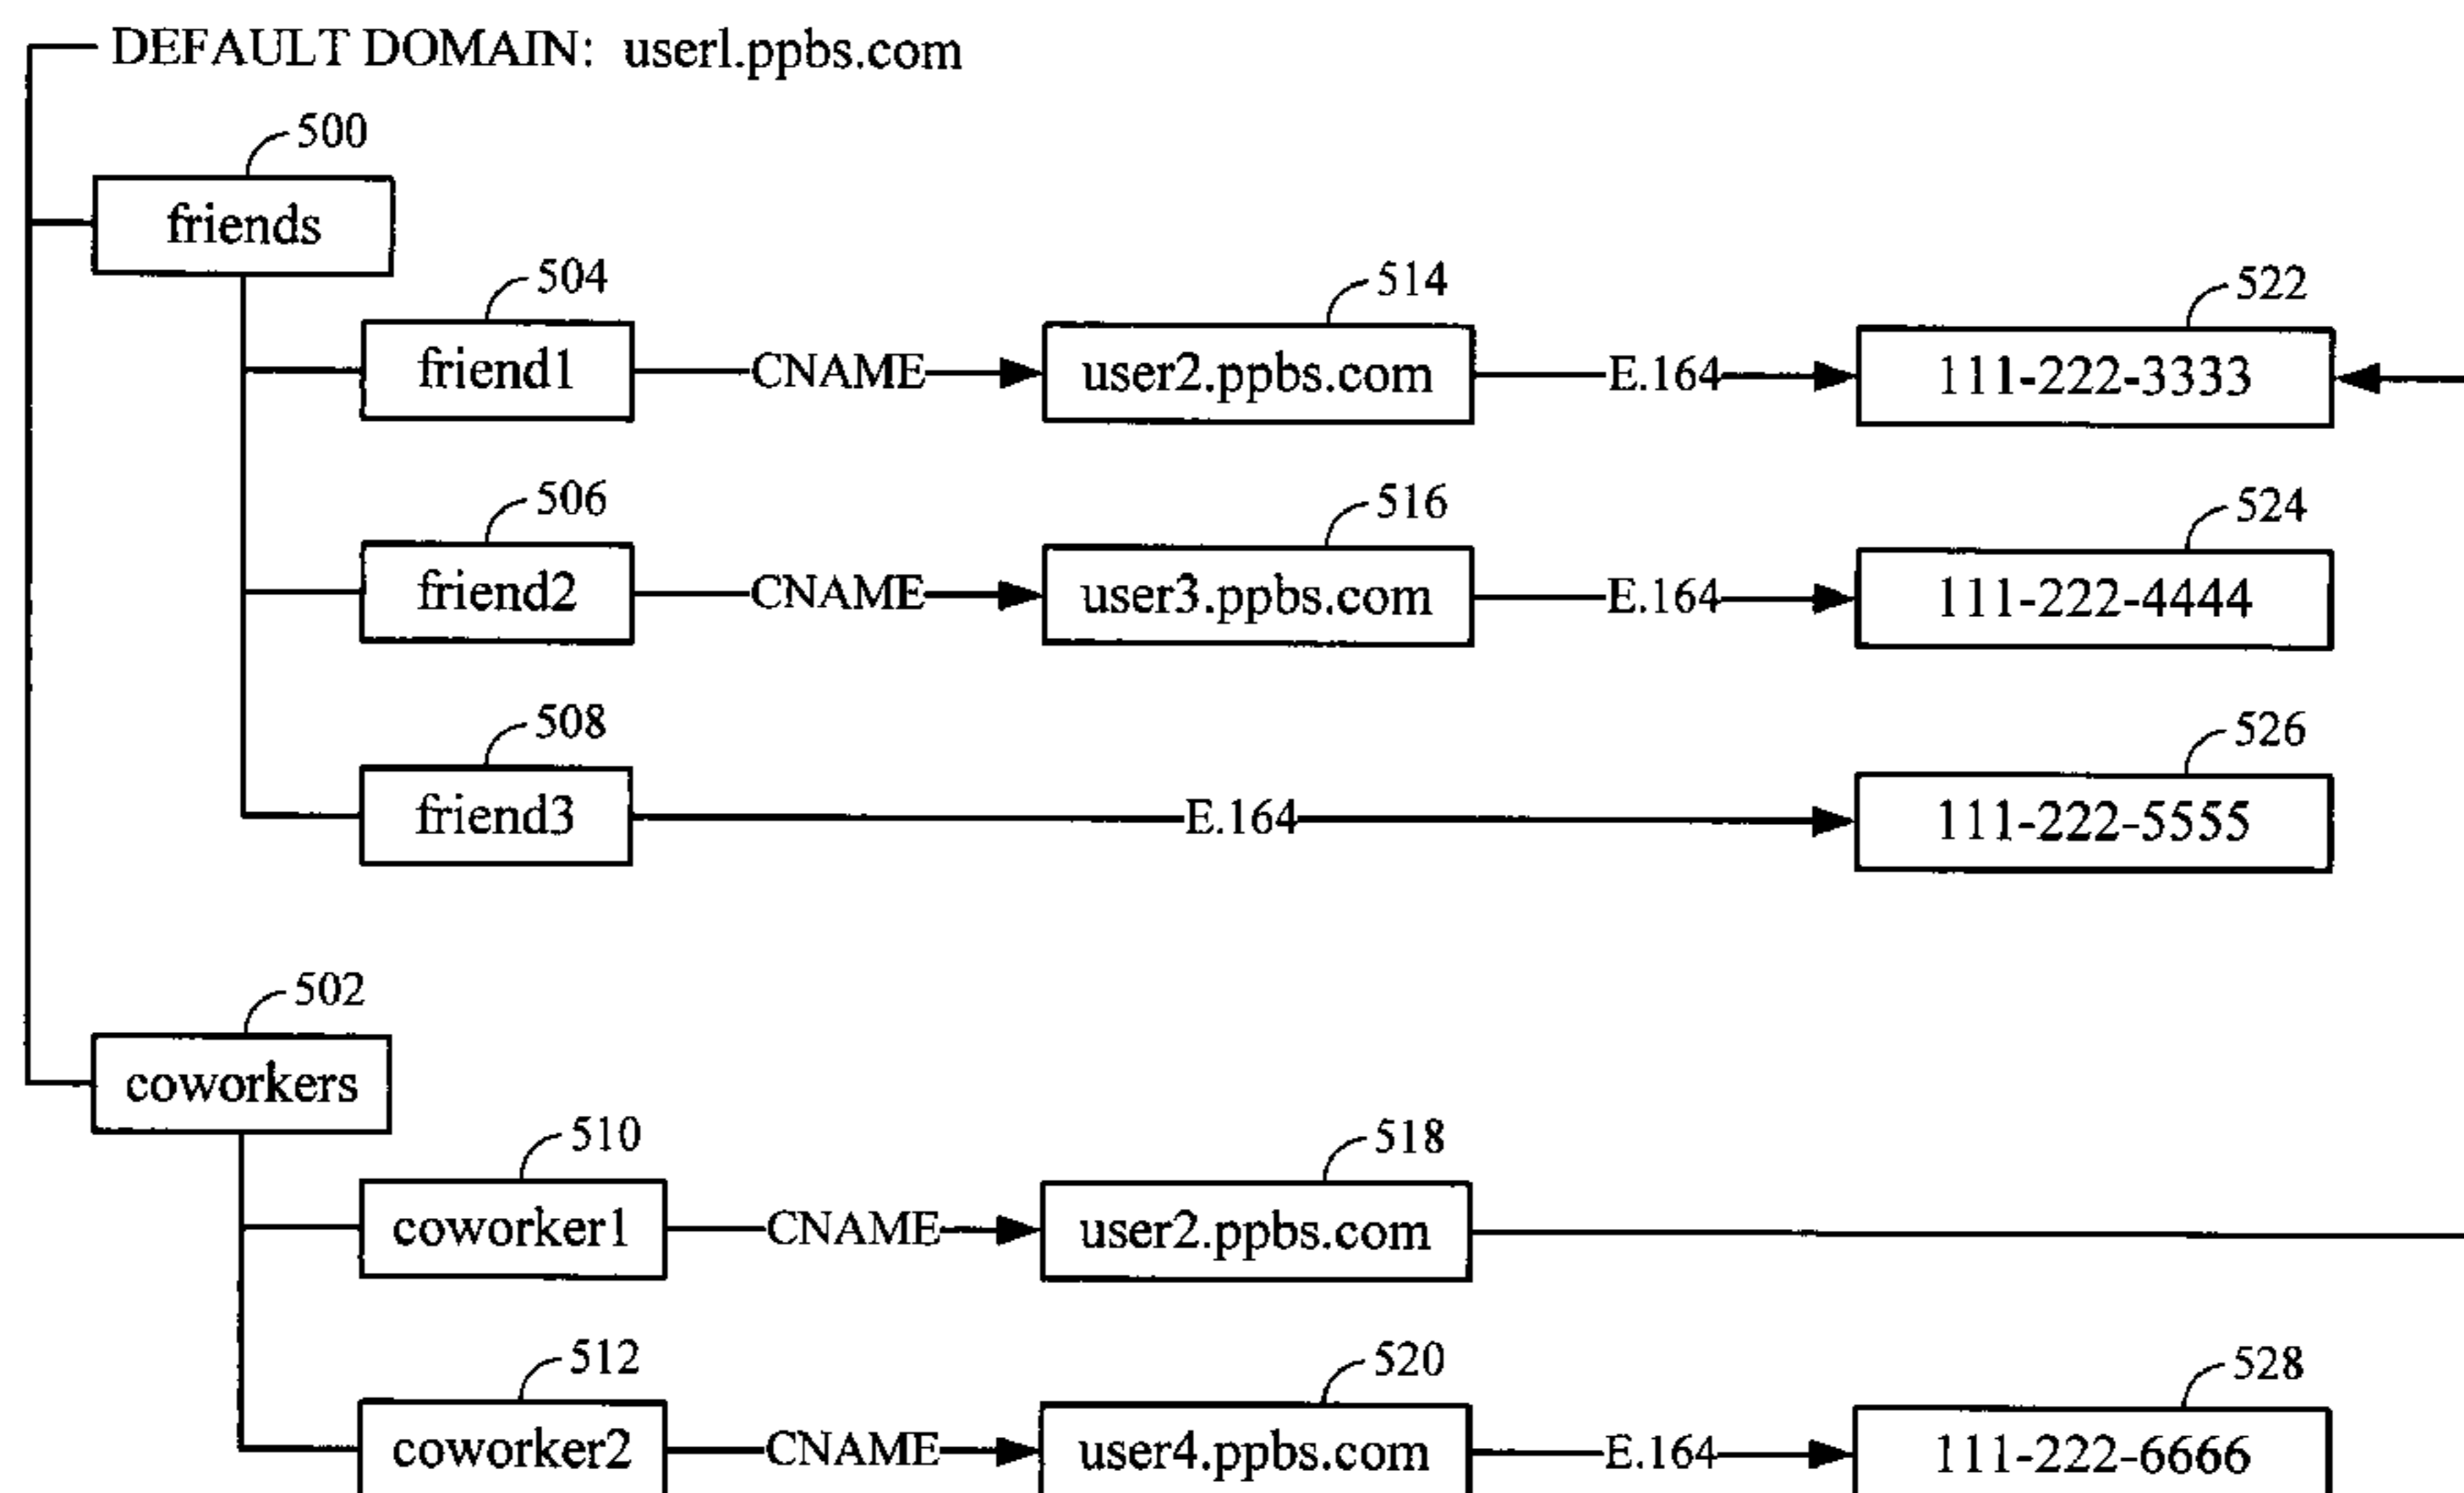 DEFAULT DOMAIN: user1.ppbs.com
500
friends
504
514
522
friend1
CNAME
user2.ppbs.com
E.164
111-222-3333
506
516
524
friend2
CNAME
user3.ppbs.com
E.164
111-222-4444
508
526
friend3
E.164
111-222-5555
502
coworkers
510
518
coworker1
CNAME
user2.ppbs.com
512
520
528
coworker2
CNAME
user4.ppbs.com
E.164
111-222-6666